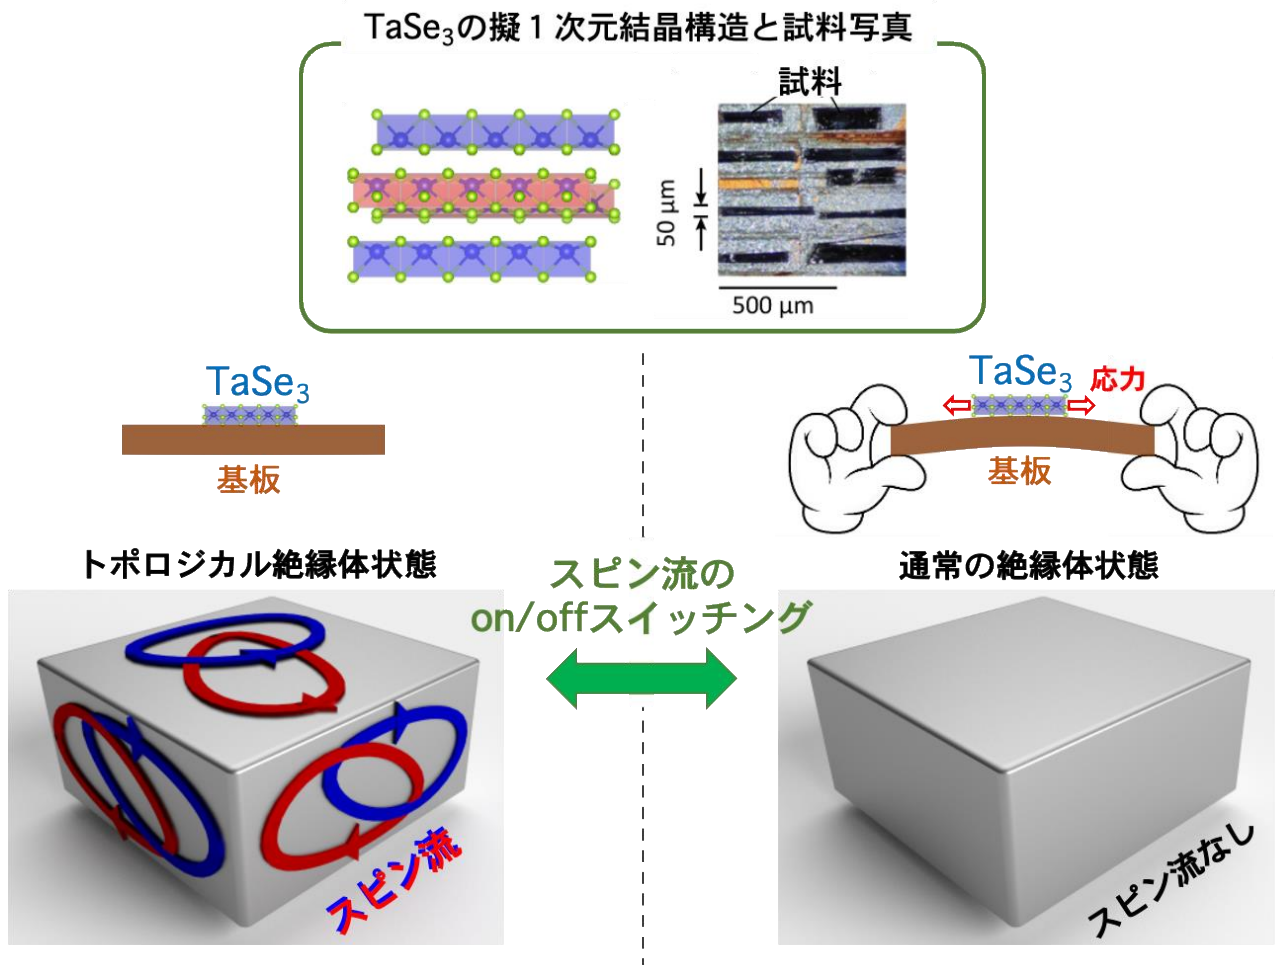 TaSe₃の擬1次元結晶構造と試料写真
試料
50 µm
500 µm
TaSe₃
基板
TaSe₃
応力
基板
トポロジカル絶縁体状態
スピン流の
on/offスイッチング
通常の絶縁体状態
スピン流
スピン流なし